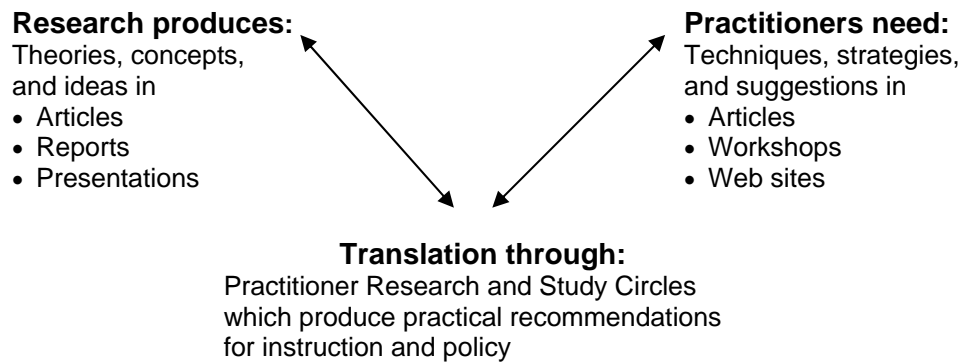 Research produces:
Theories, concepts,
and ideas in
• Articles
• Reports
• Presentations
Practitioners need:
Techniques, strategies,
and suggestions in
• Articles
• Workshops
• Web sites
Translation through:
Practitioner Research and Study Circles
which produce practical recommendations
for instruction and policy